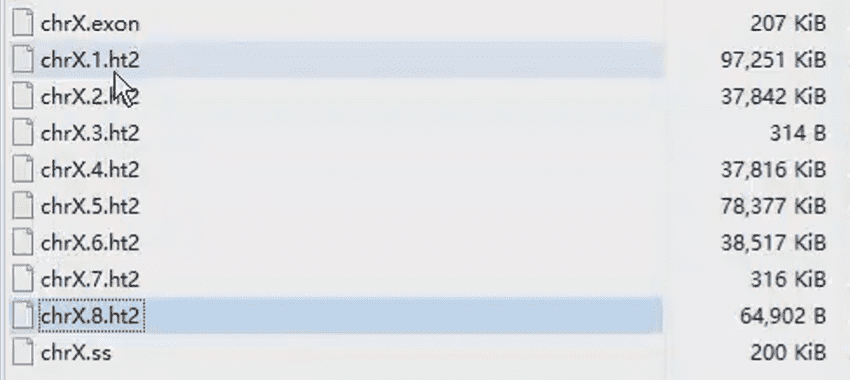 chrX.exon 207 KiB
chrX.1.ht2 97,251 KiB
chrX.2.ht2 37,842 KiB
chrX.3.ht2 314 B
chrX.4.ht2 37,816 KiB
chrX.5.ht2 78,377 KiB
chrX.6.ht2 38,517 KiB
chrX.7.ht2 316 KiB
chrX.8.ht2 64,902 B
chrX.ss 200 KiB